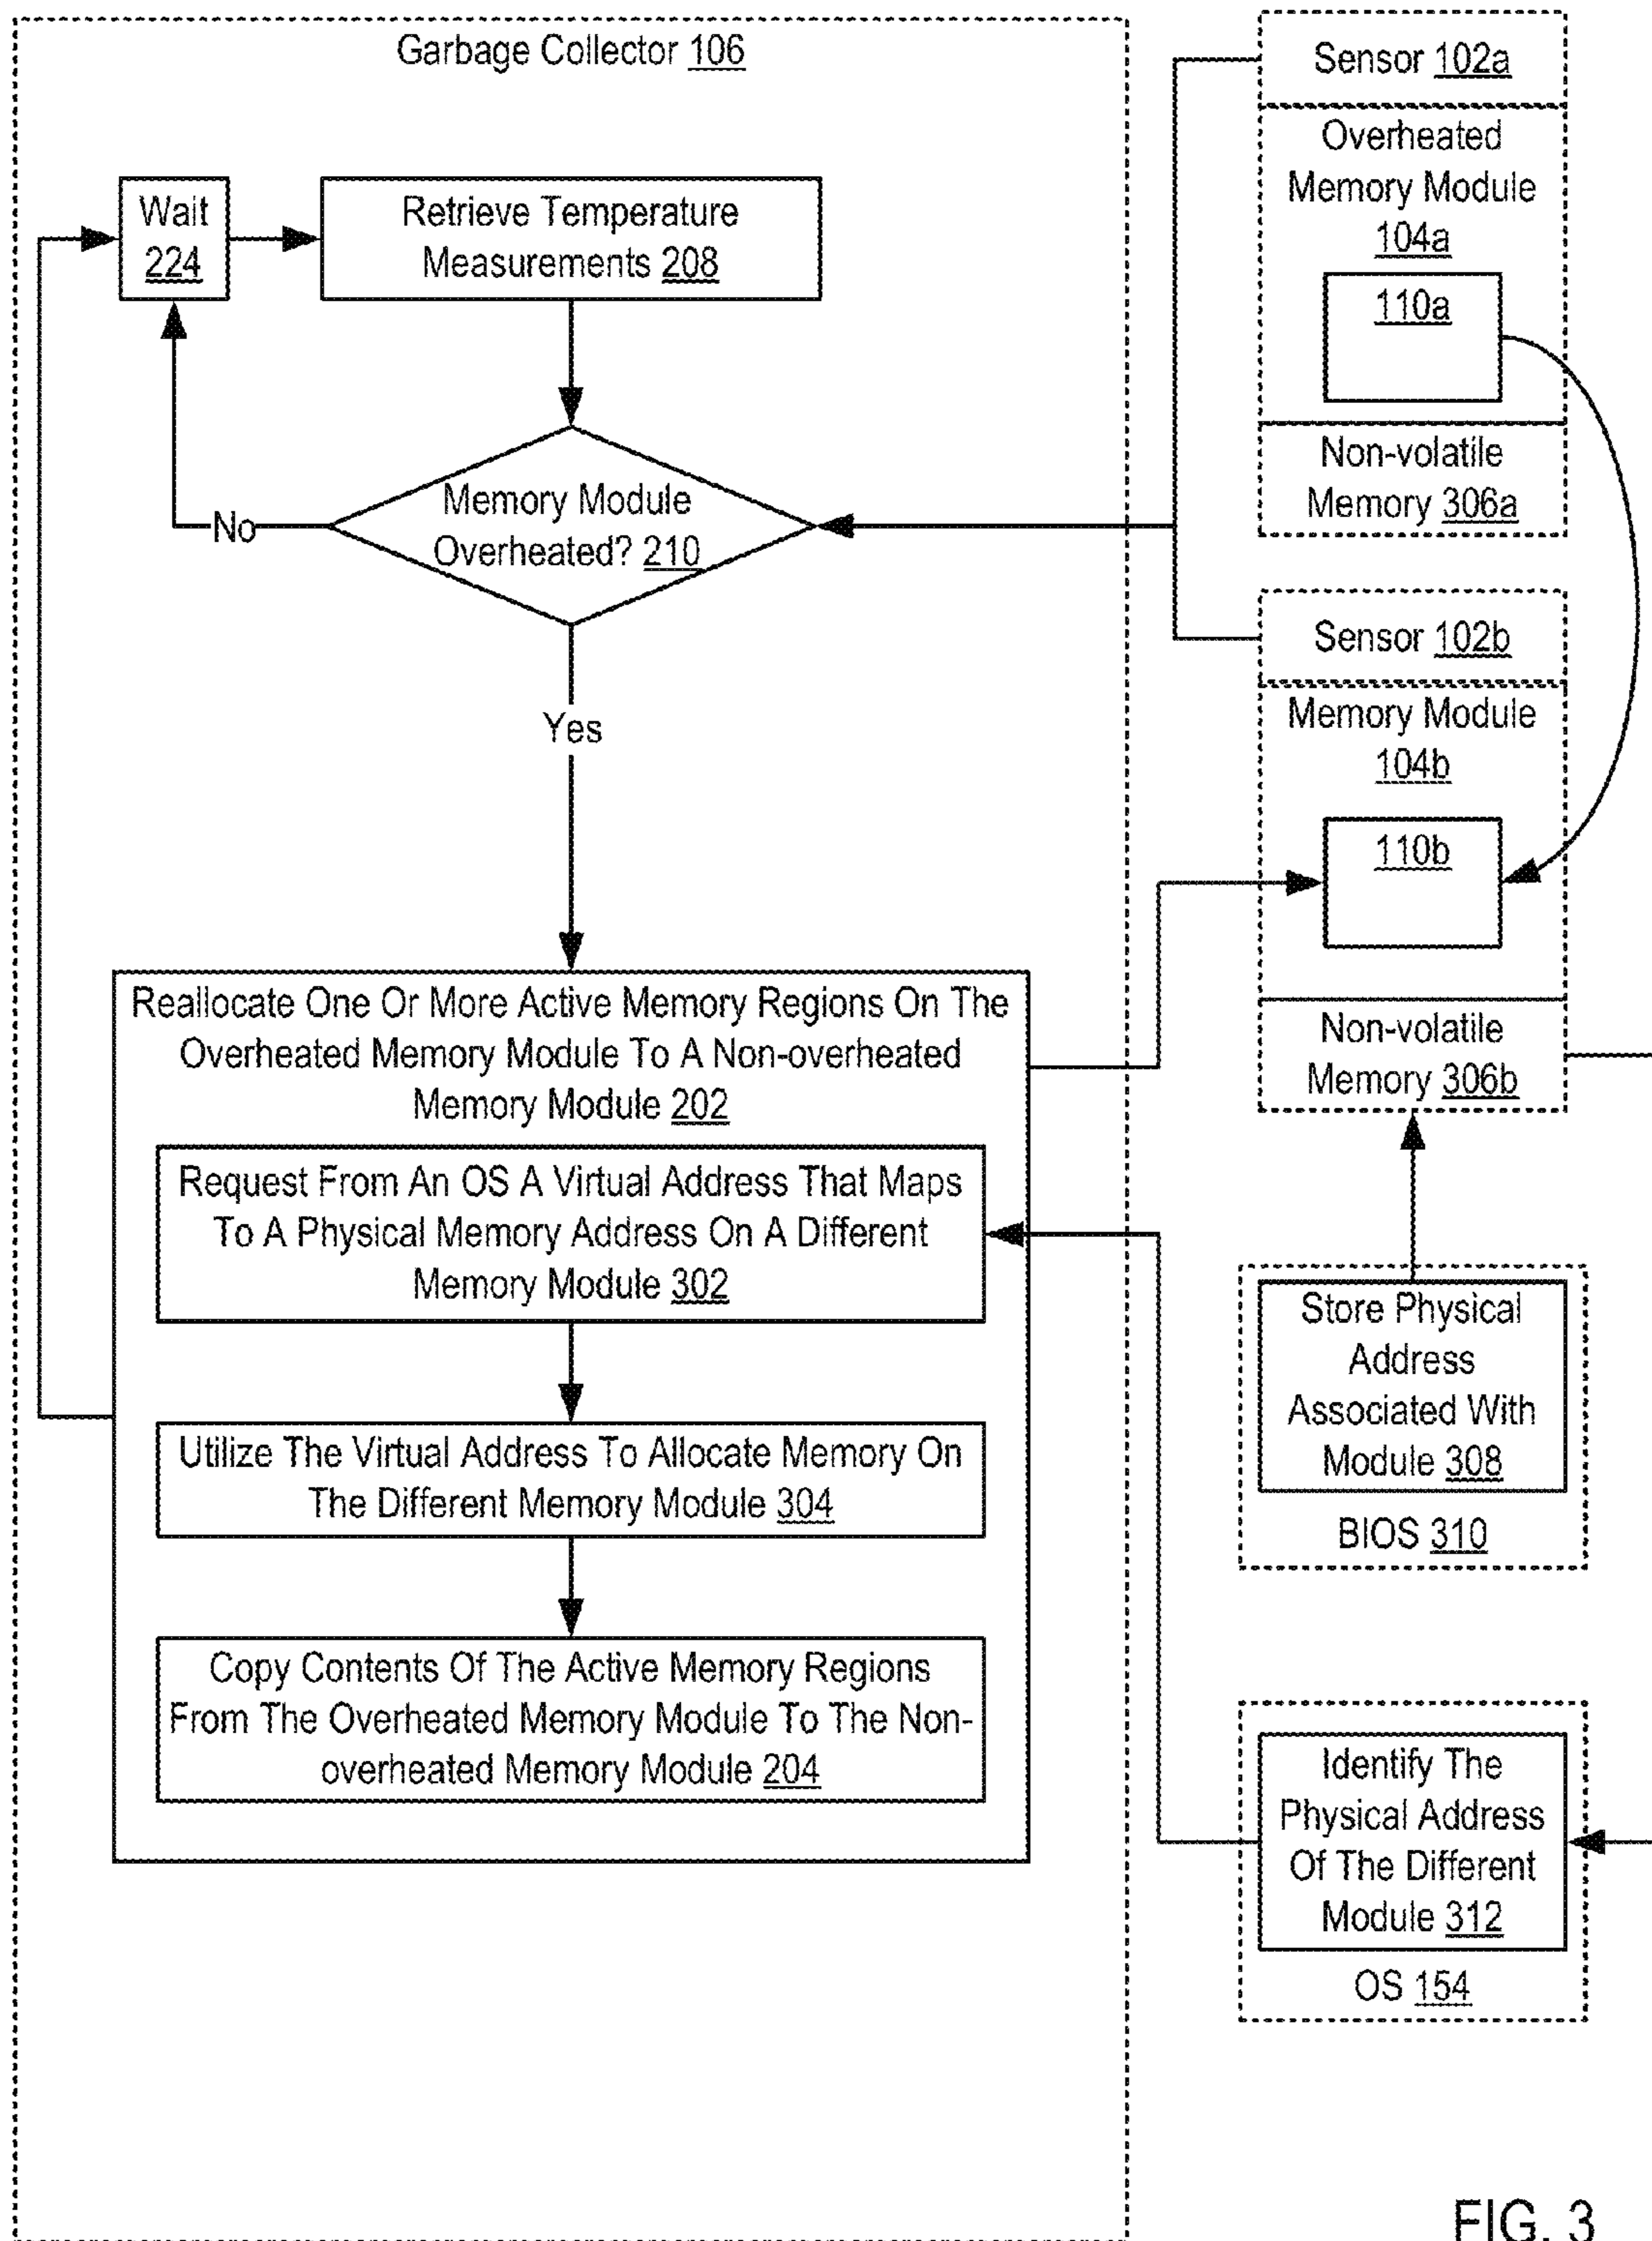 Garbage Collector 106
Wait
224
Retrieve Temperature
Measurements 208
Memory Module
Overheated? 210
No
Yes
Reallocate One Or More Active Memory Regions On The
Overheated Memory Module To A Non-overheated
Memory Module 202
Request From An OS A Virtual Address That Maps
To A Physical Memory Address On A Different
Memory Module 302
Utilize The Virtual Address To Allocate Memory On
The Different Memory Module 304
Copy Contents Of The Active Memory Regions
From The Overheated Memory Module To The Non-
overheated Memory Module 204
Sensor 102a
Overheated
Memory Module
104a
110a
Non-volatile
Memory 306a
Sensor 102b
Memory Module
104b
110b
Non-volatile
Memory 306b
Store Physical
Address
Associated With
Module 308
BIOS 310
Identify The
Physical Address
Of The Different
Module 312
OS 154
FIG. 3